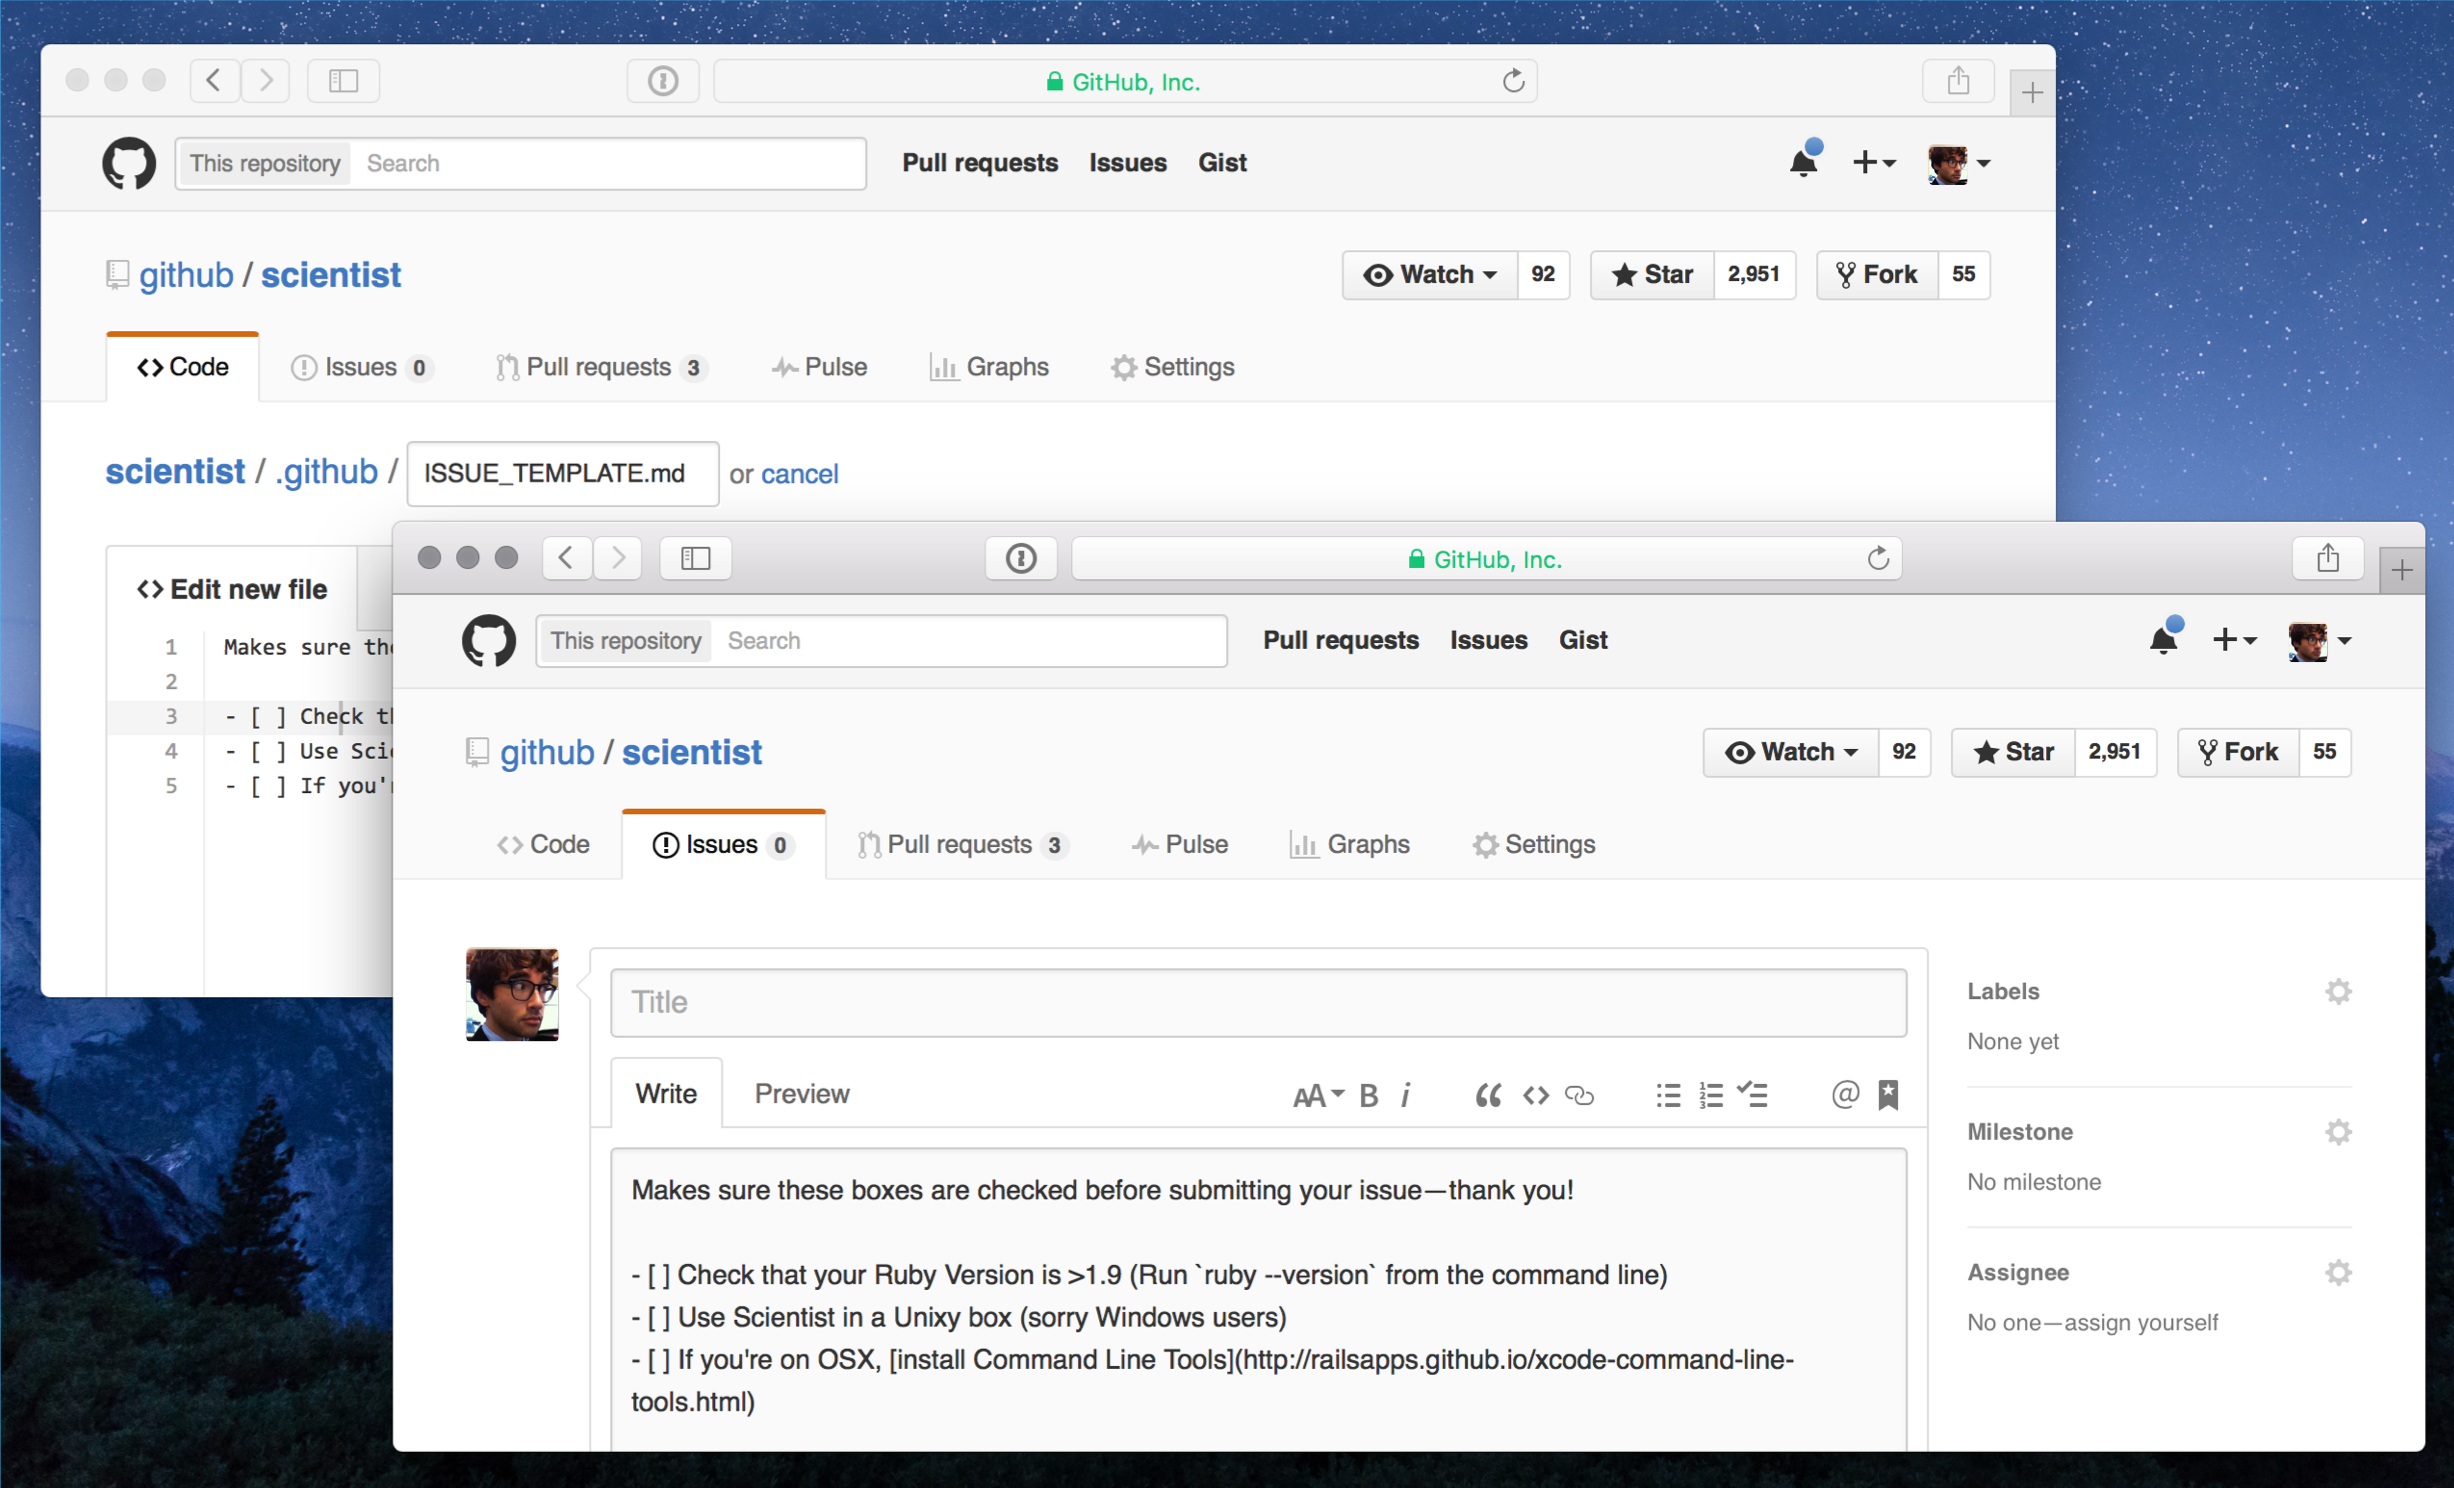 GitHub, Inc.
This repository Search Pull requests Issues Gist
github / scientist Watch 92 Star 2,951 Fork 55
Code Issues 0 Pull requests 3 Pulse Graphs Settings
scientist / .github / ISSUE_TEMPLATE.md or cancel
Edit new file
1 Makes sure
2
3 - [ ] Check
4 - [ ] Use
5 - [ ] If
GitHub, Inc.
This repository Search Pull requests Issues Gist
github / scientist Watch 92 Star 2,951 Fork 55
Code Issues 0 Pull requests 3 Pulse Graphs Settings
Title
Write Preview AA B i
Makes sure these boxes are checked before submitting your issue—thank you!
- [ ] Check that your Ruby Version is >1.9 (Run `ruby --version` from the command line)
- [ ] Use Scientist in a Unixy box (sorry Windows users)
- [ ] If you're on OSX, [install Command Line Tools](http://railsapps.github.io/xcode-command-line-
tools.html)
Labels
None yet
Milestone
No milestone
Assignee
No one—assign yourself